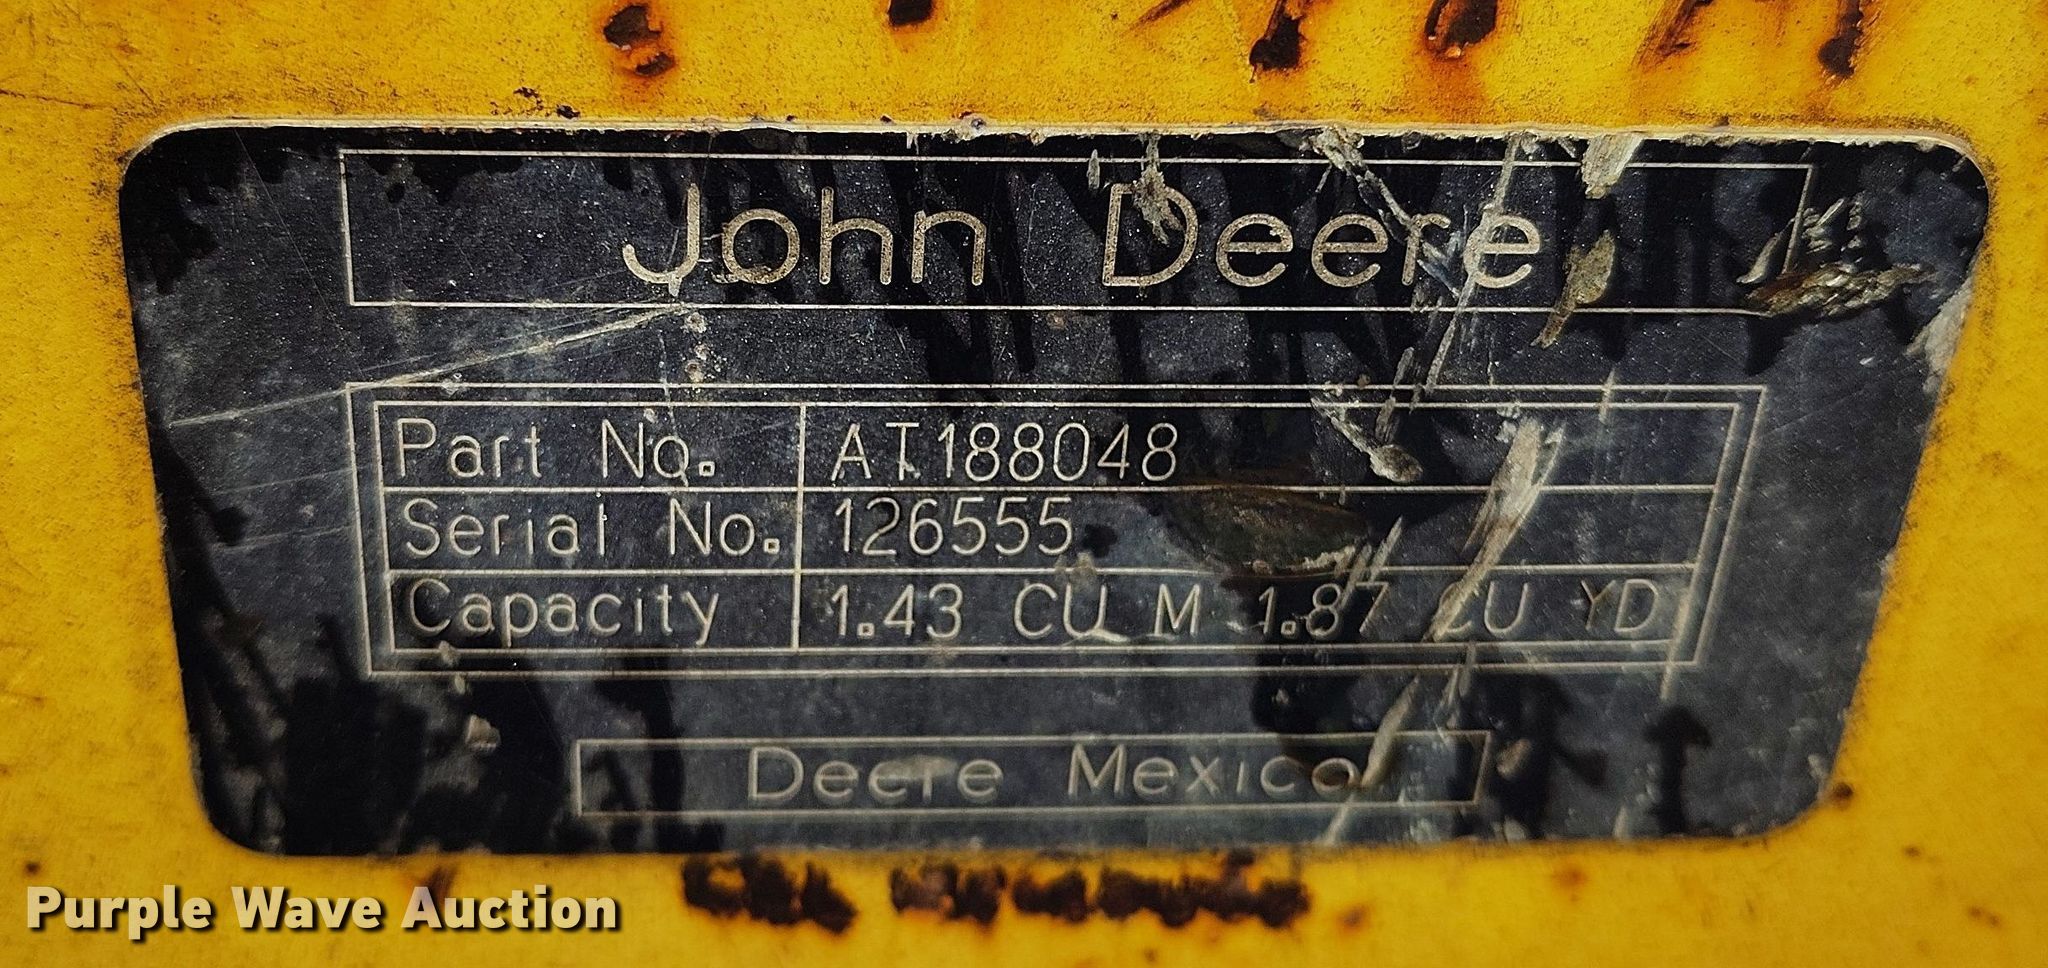 John Deere
Part No. AT188048
Serial No. 126555
Capacity 1.43 CU M 1.87 CU YD
Deere Mexico
Purple Wave Auction